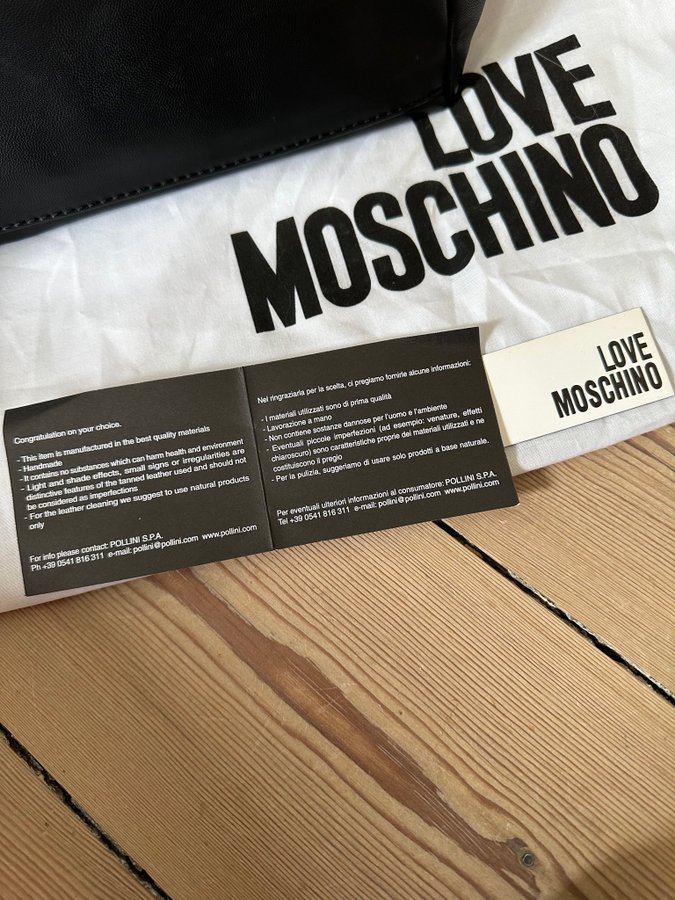 LOVE
MOSCHINO
LOVE
MOSCHINO
Congratulation on your choice.
- This item is manufactured in the best quality materials
- Handmade
- It contains no substances which can harm health and environment
- Light and shade effects, small signs or irregularities are
distinctive features of the tanned leather used and should not
be considered as imperfections
- For the leather cleaning we suggest to use natural products
only
For info please contact: POLLINI S.P.A.
Ph +39 0541 816 311 e-mail: pollini@pollini.com www.pollini.com
Nel ringraziarla per la scelta, ci pregiamo fornirle alcune informazioni:
- I materiali utilizzati sono di prima qualità
- Lavorazione a mano
- Non contiene sostanze dannose per l'uomo e l'ambiente
- Eventuali piccole imperfezioni (ad esempio: venature, effetti
chiaroscuro) sono caratteristiche proprie dei materiali utilizzati e ne
costituiscono il pregio
- Per la pulizia, suggeriamo di usare solo prodotti a base naturale.
Per eventuali ulteriori informazioni al consumatore: POLLINI S.P.A.
Tel +39 0541 816 311 e-mail: pollini@pollini.com www.pollini.com